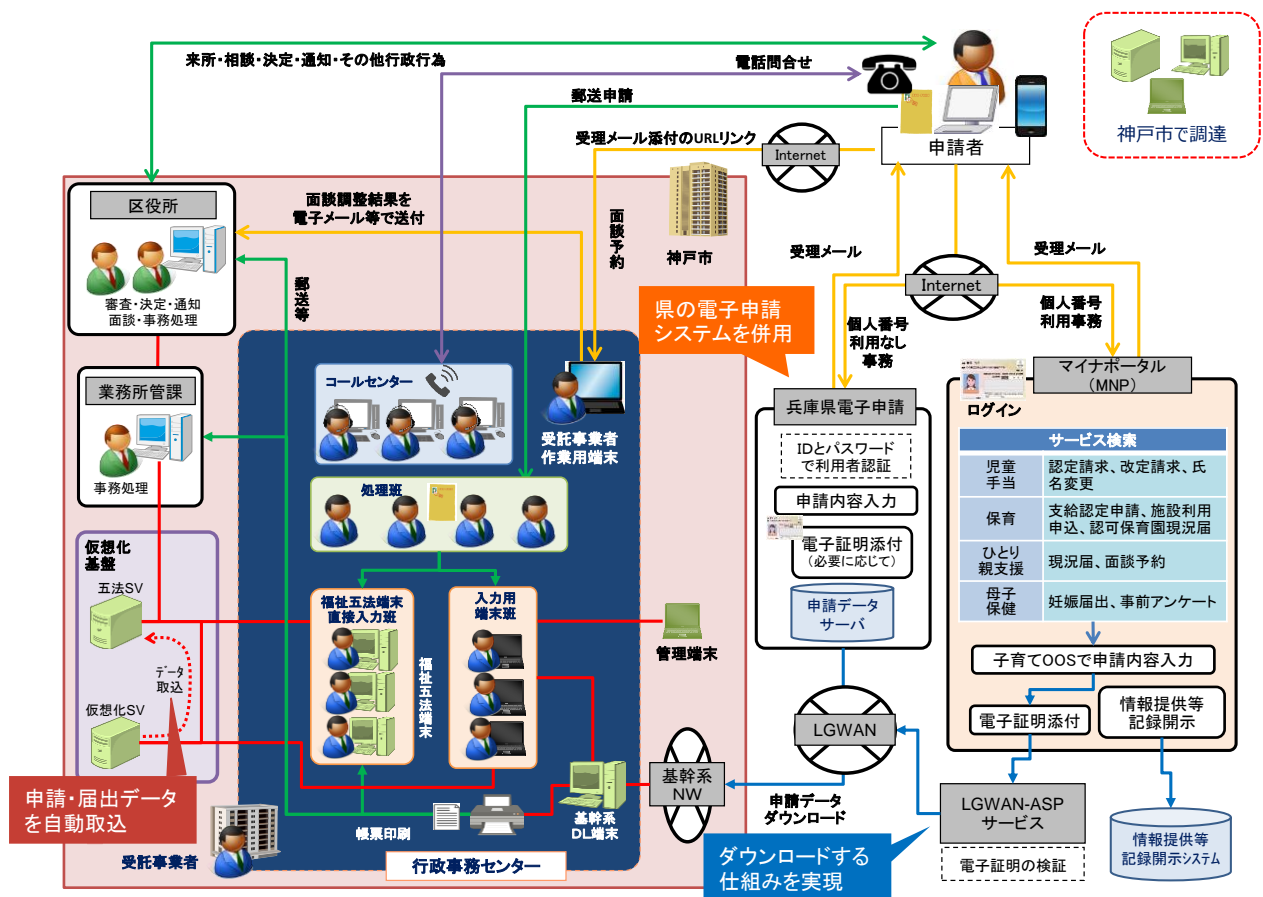 来所・相談・決定・通知・その他行政行為
電話問合せ
郵送申請
受理メール添付のURLリンク
Internet
申請者
神戸市で調達
区役所
審査・決定・通知
面談・事務処理
面談調整結果を
電子メール等で送付
面談予約
神戸市
受理メール
受理メール
Internet
郵送等
県の電子申請
システムを併用
個人番号
利用なし
事務
個人番号
利用事務
業務所管課
事務処理
コールセンター
受託事業者
作業用端末
処理班
兵庫県電子申請
IDとパスワード
で利用者認証
申請内容入力
電子証明添付
(必要に応じて)
申請データ
サーバ
マイナポータル
(MNP)
ログイン
サービス検索
児童
手当
認定請求、改定請求、氏
名変更
保育
支給認定申請、施設利用
申込、認可保育園現況届
ひとり
親支援
現況届、面談予約
母子
保健
妊娠届出、事前アンケート
子育てOOSで申請内容入力
電子証明添付
情報提供等
記録開示
仮想化
基盤
五法SV
データ
取込
仮想化SV
申請・届出データ
を自動取込
福祉五法端末
直接入力班
福祉五法端末
入力用
端末班
管理端末
LGWAN
基幹系
NW
基幹系
DL端末
申請データ
ダウンロード
帳票印刷
受託事業者
行政事務センター
ダウンロードする
仕組みを実現
LGWAN-ASP
サービス
電子証明の検証
情報提供等
記録開示システム